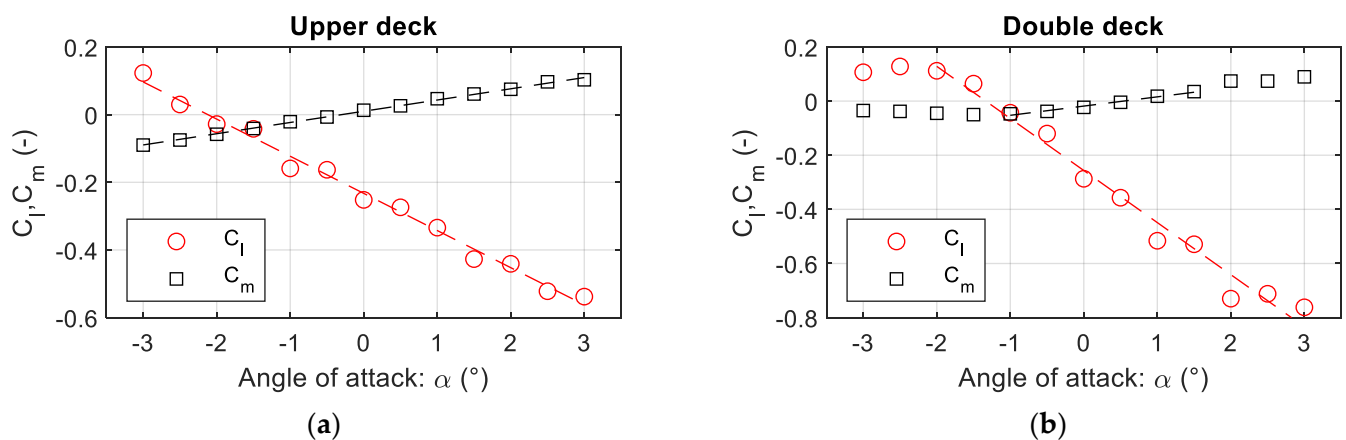 Upper deck
0.2
0
-0.2
-0.4
-0.6
C_l,C_m (-)
C_l
C_m
-3 -2 -1 0 1 2 3
Angle of attack: α (°)
(a)
Double deck
0.2
0
-0.2
-0.4
-0.6
-0.8
C_l,C_m (-)
C_l
C_m
-3 -2 -1 0 1 2 3
Angle of attack: α (°)
(b)